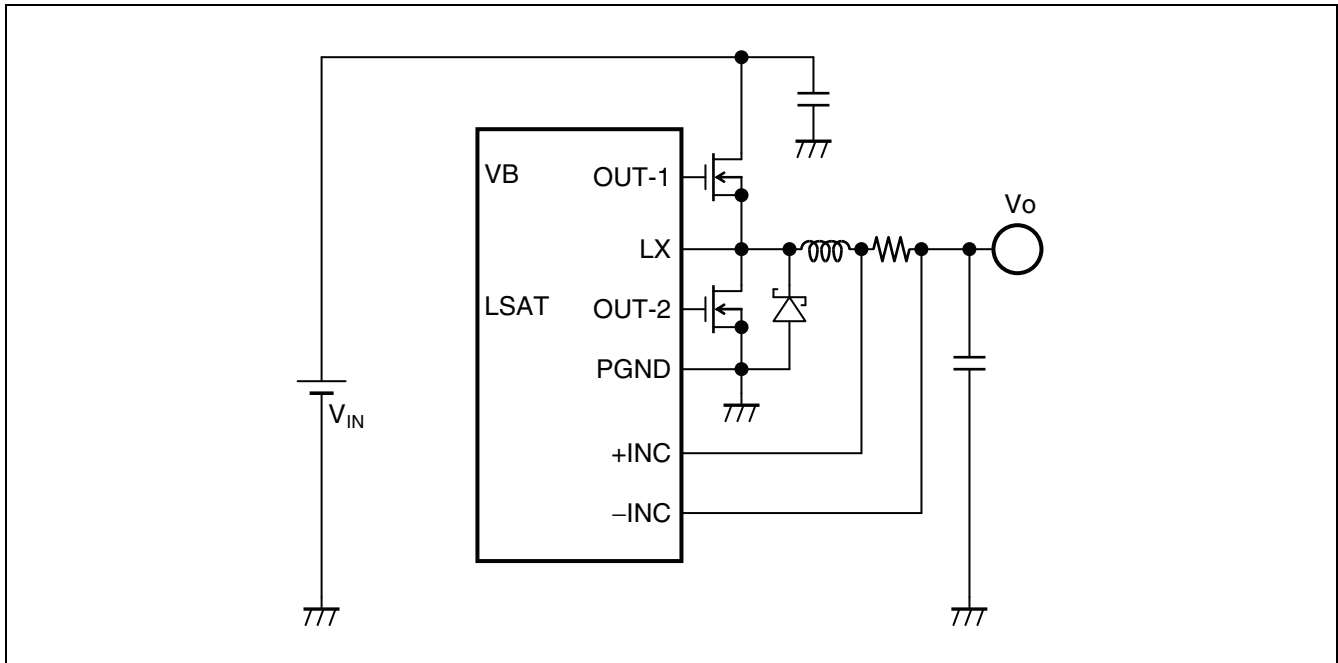 VB OUT-1
Vo
LX
LSAT OUT-2
PGND
VIN
+INC
−INC